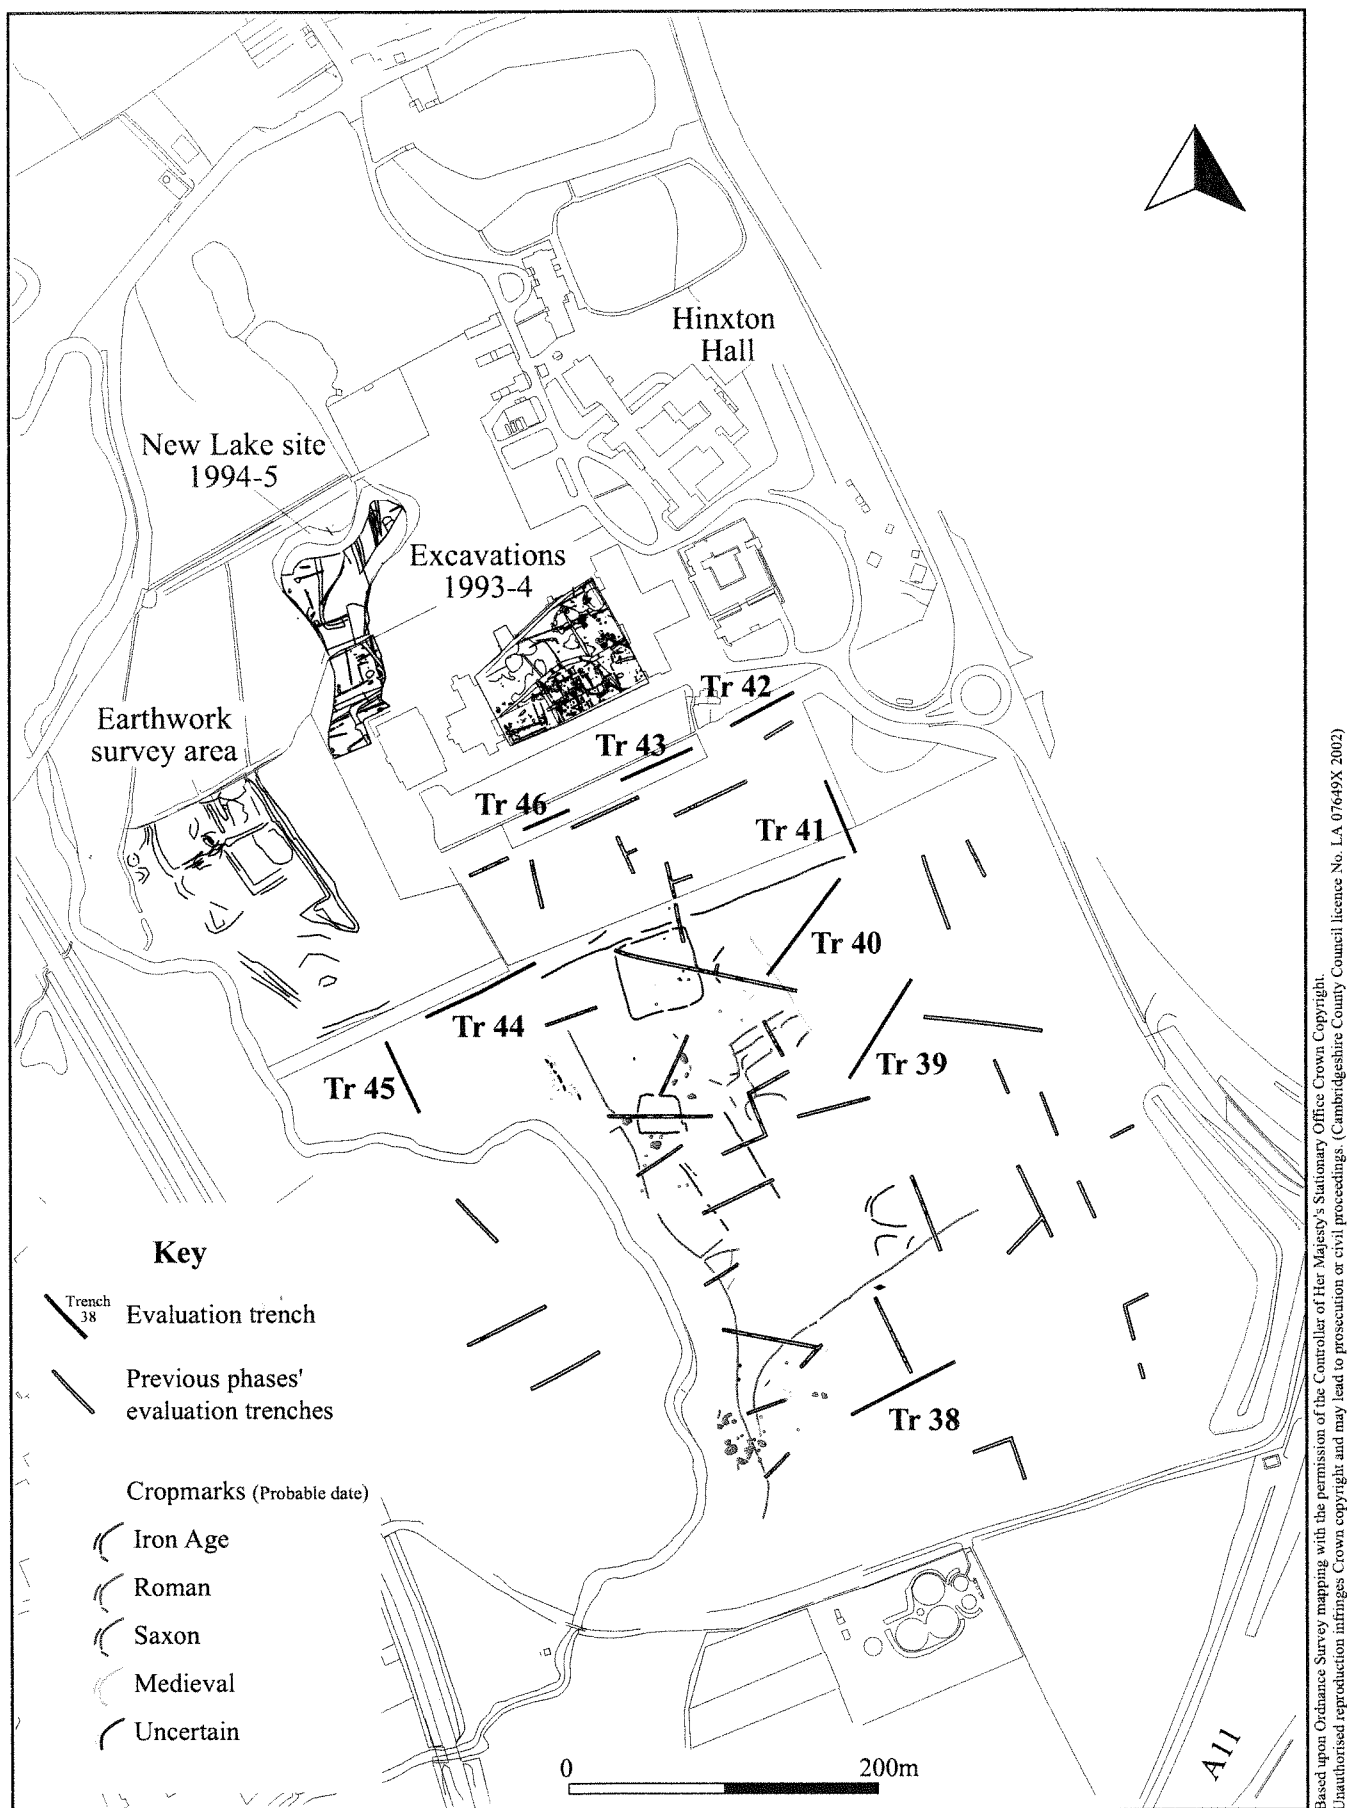 Hinxton
Hall
New Lake site
1994-5
Excavations
1993-4
Earthwork
survey area
Tr 42
Tr 43
Tr 46
Tr 41
Tr 40
Tr 44
Tr 39
Tr 45
Tr 38
Key
Trench
38
Evaluation trench
Previous phases'
evaluation trenches
Cropmarks (Probable date)
Iron Age
Roman
Saxon
Medieval
Uncertain
0 200m
A11
Based upon Ordnance Survey mapping with the permission of the Controller of Her Majesty's Stationary Office Crown Copyright.
Unauthorised reproduction infringes Crown copyright and may lead to prosecution or civil proceedings. (Cambridgeshire County Council licence No. LA 07649X 2002)